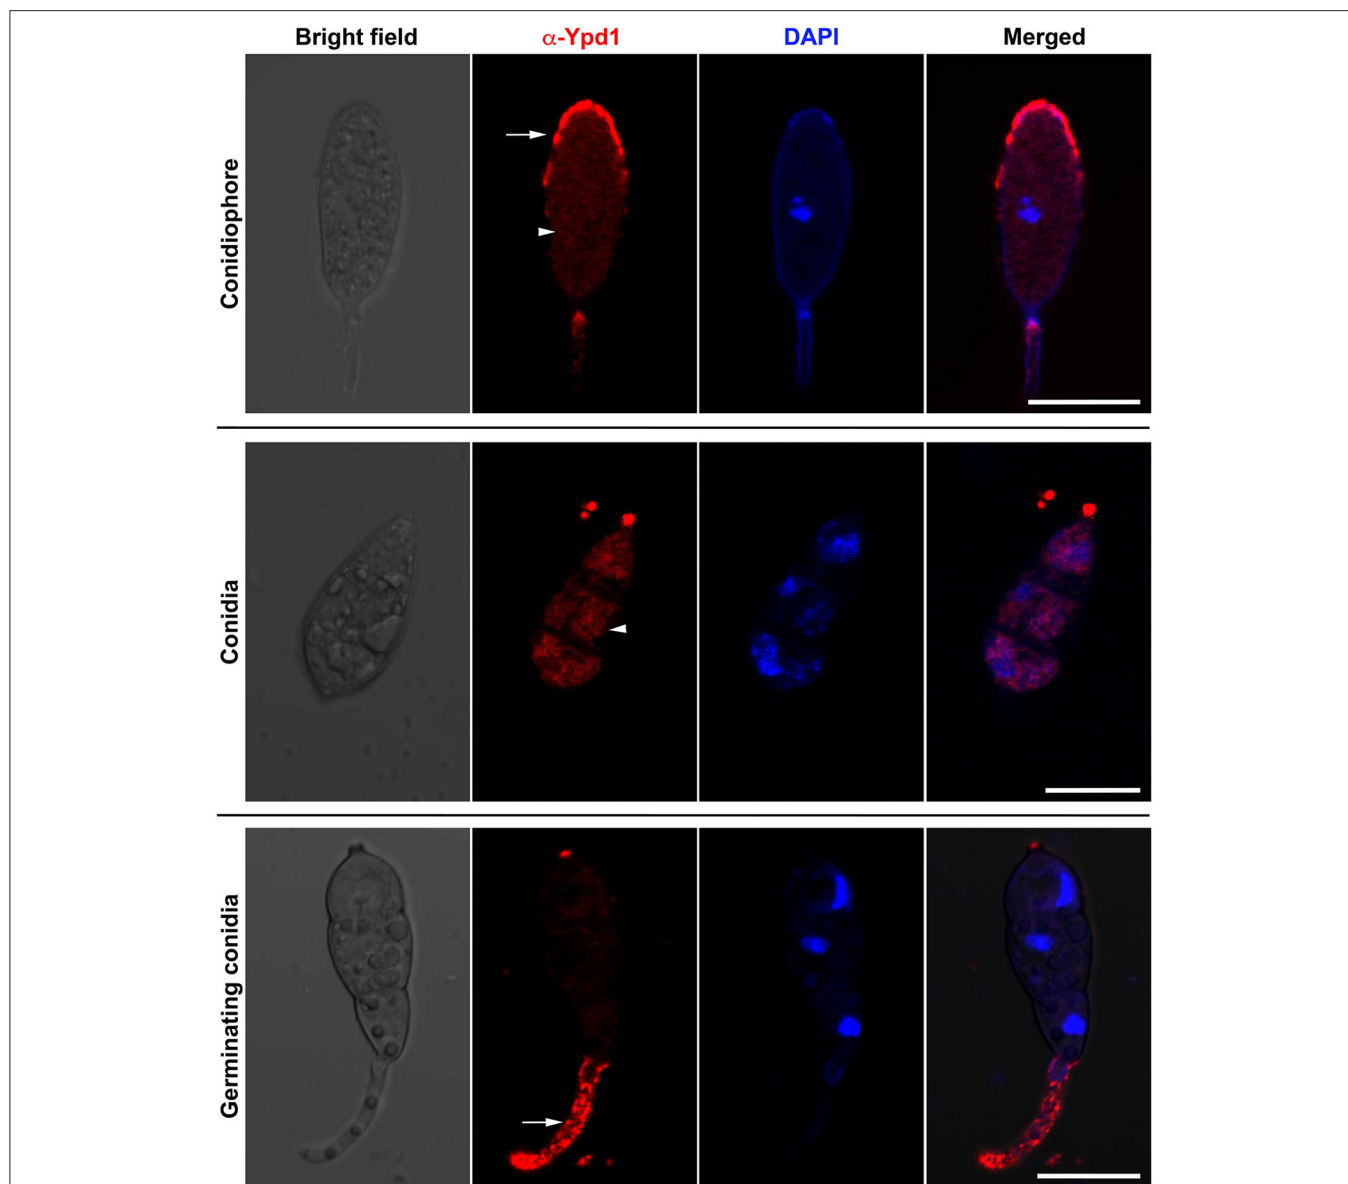 Bright field
α-Ypd1
DAPI
Merged
Conidiophore
Conidia
Germinating conidia